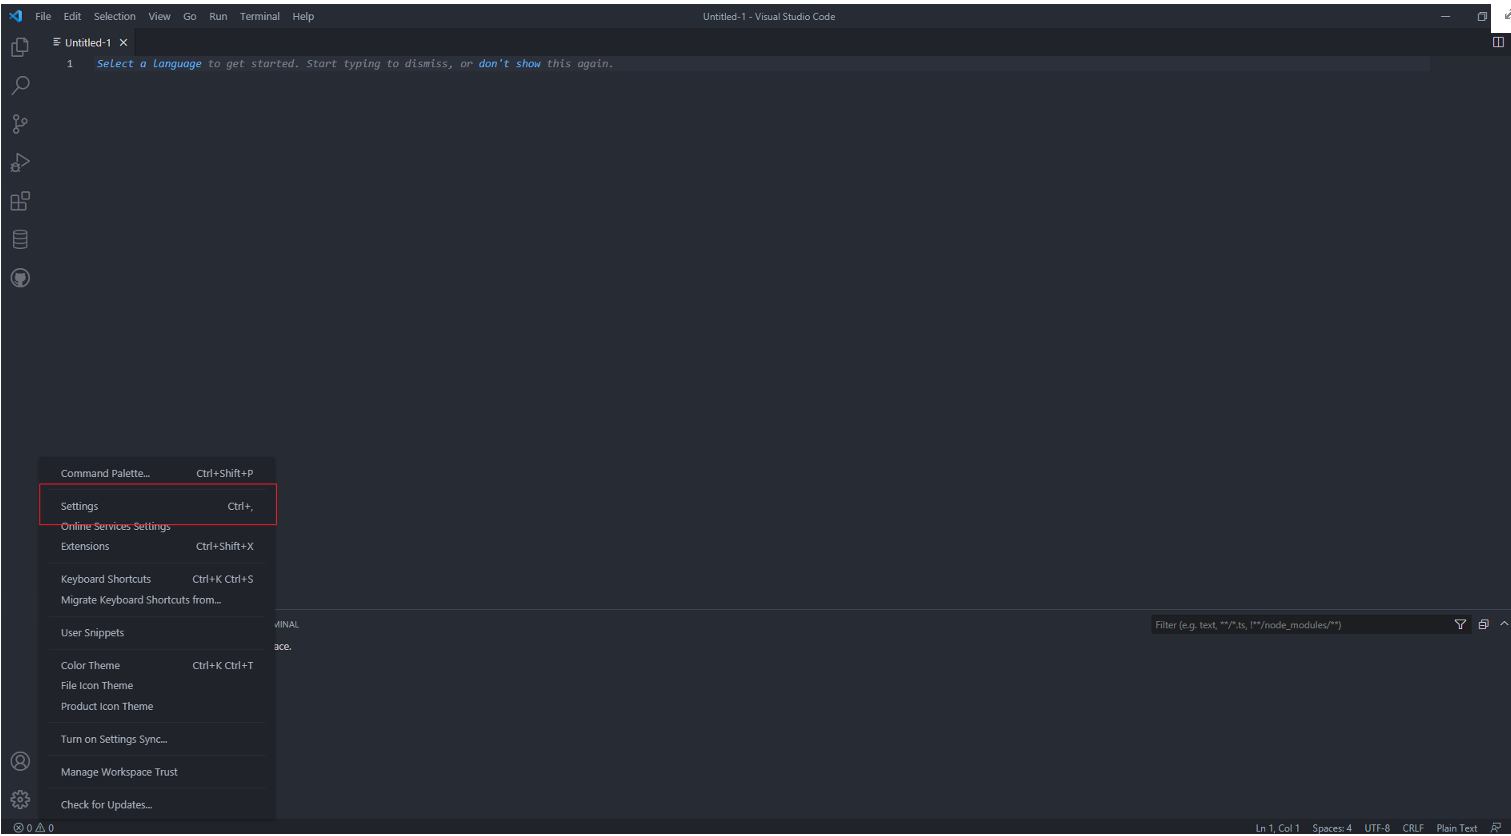 File Edit Selection View Go Run Terminal Help Untitled-1 - Visual Studio Code
Untitled-1
1 Select a language to get started. Start typing to dismiss, or don't show this again.
Command Palette... Ctrl+Shift+P
Settings Ctrl+,
Online Services Settings
Extensions Ctrl+Shift+X
Keyboard Shortcuts Ctrl+K Ctrl+S
Migrate Keyboard Shortcuts from...
MINAL Filter (e.g. text, **/*.ts, !**/node_modules/**)
User Snippets
ace.
Color Theme Ctrl+K Ctrl+T
File Icon Theme
Product Icon Theme
Turn on Settings Sync...
Manage Workspace Trust
Check for Updates...
0 0 Ln 1, Col 1 Spaces: 4 UTF-8 CRLF Plain Text